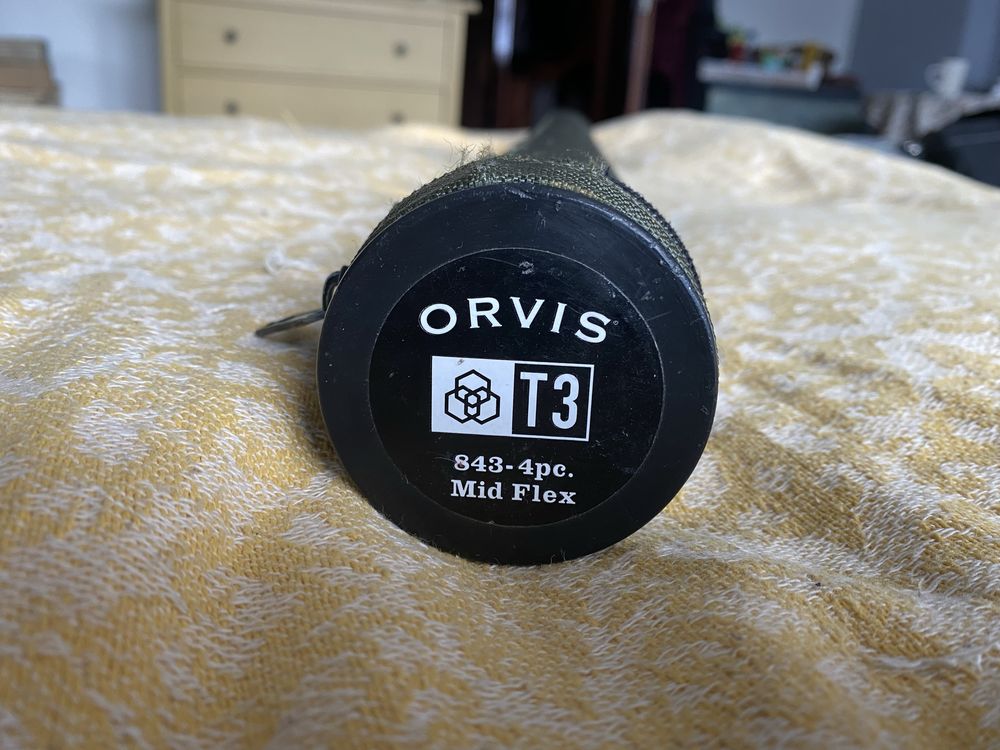 ORVIS
T3
843-4pc.
Mid Flex